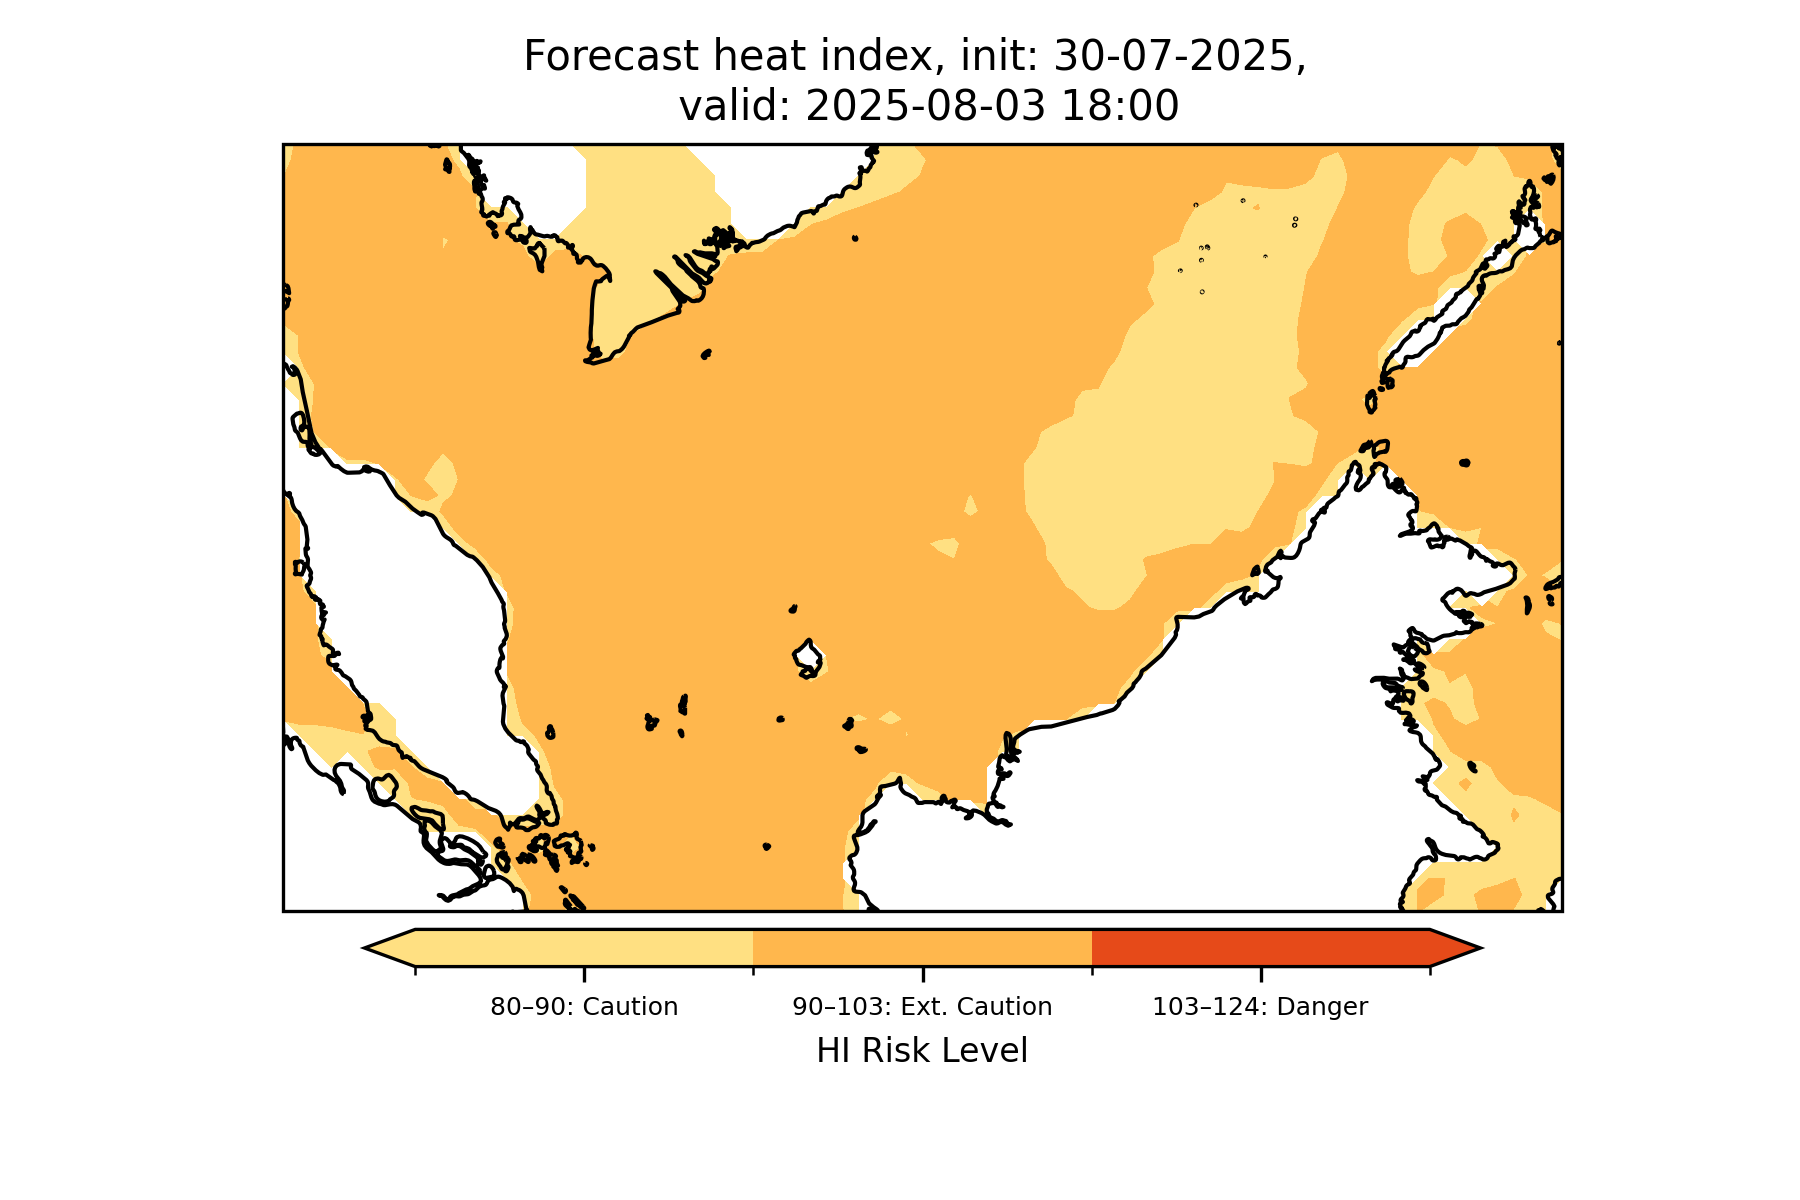 Forecast heat index, init: 30-07-2025,
valid: 2025-08-03 18:00
80–90: Caution
90–103: Ext. Caution
103–124: Danger
HI Risk Level